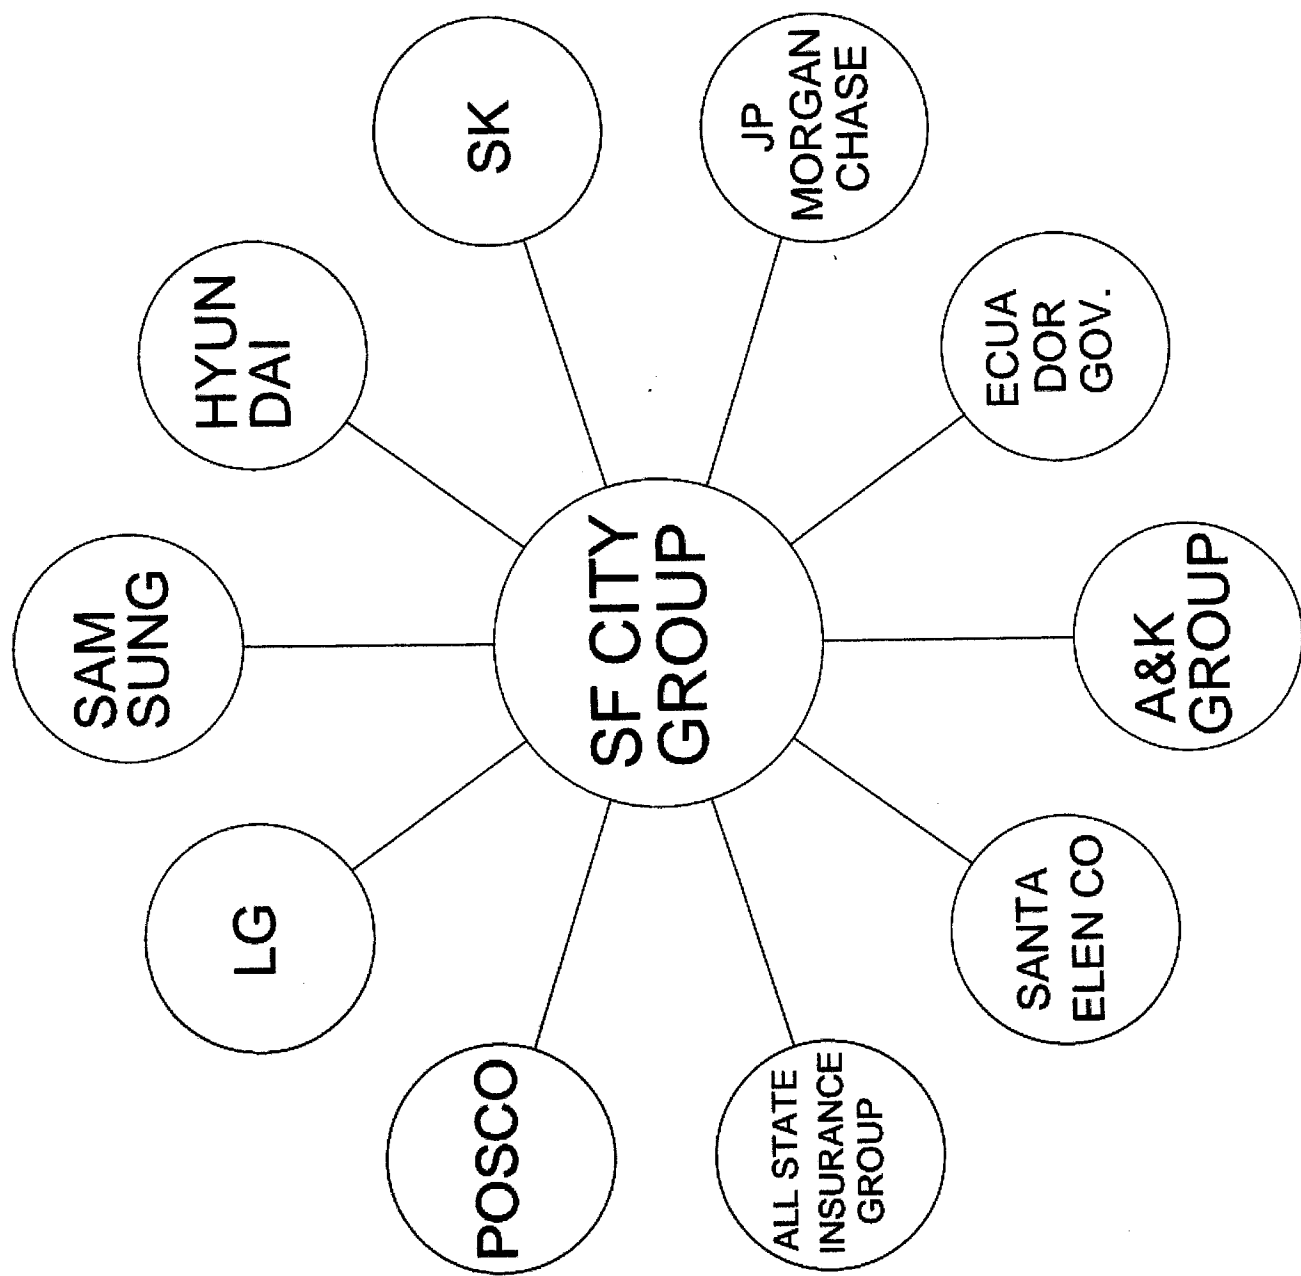 SF CITY
GROUP
SK
JP
MORGAN
CHASE
ECUA
DOR
GOV.
A&K
GROUP
SANTA
ELEN CO
ALL STATE
INSURANCE
GROUP
POSCO
LG
SAM
SUNG
HYUN
DAI